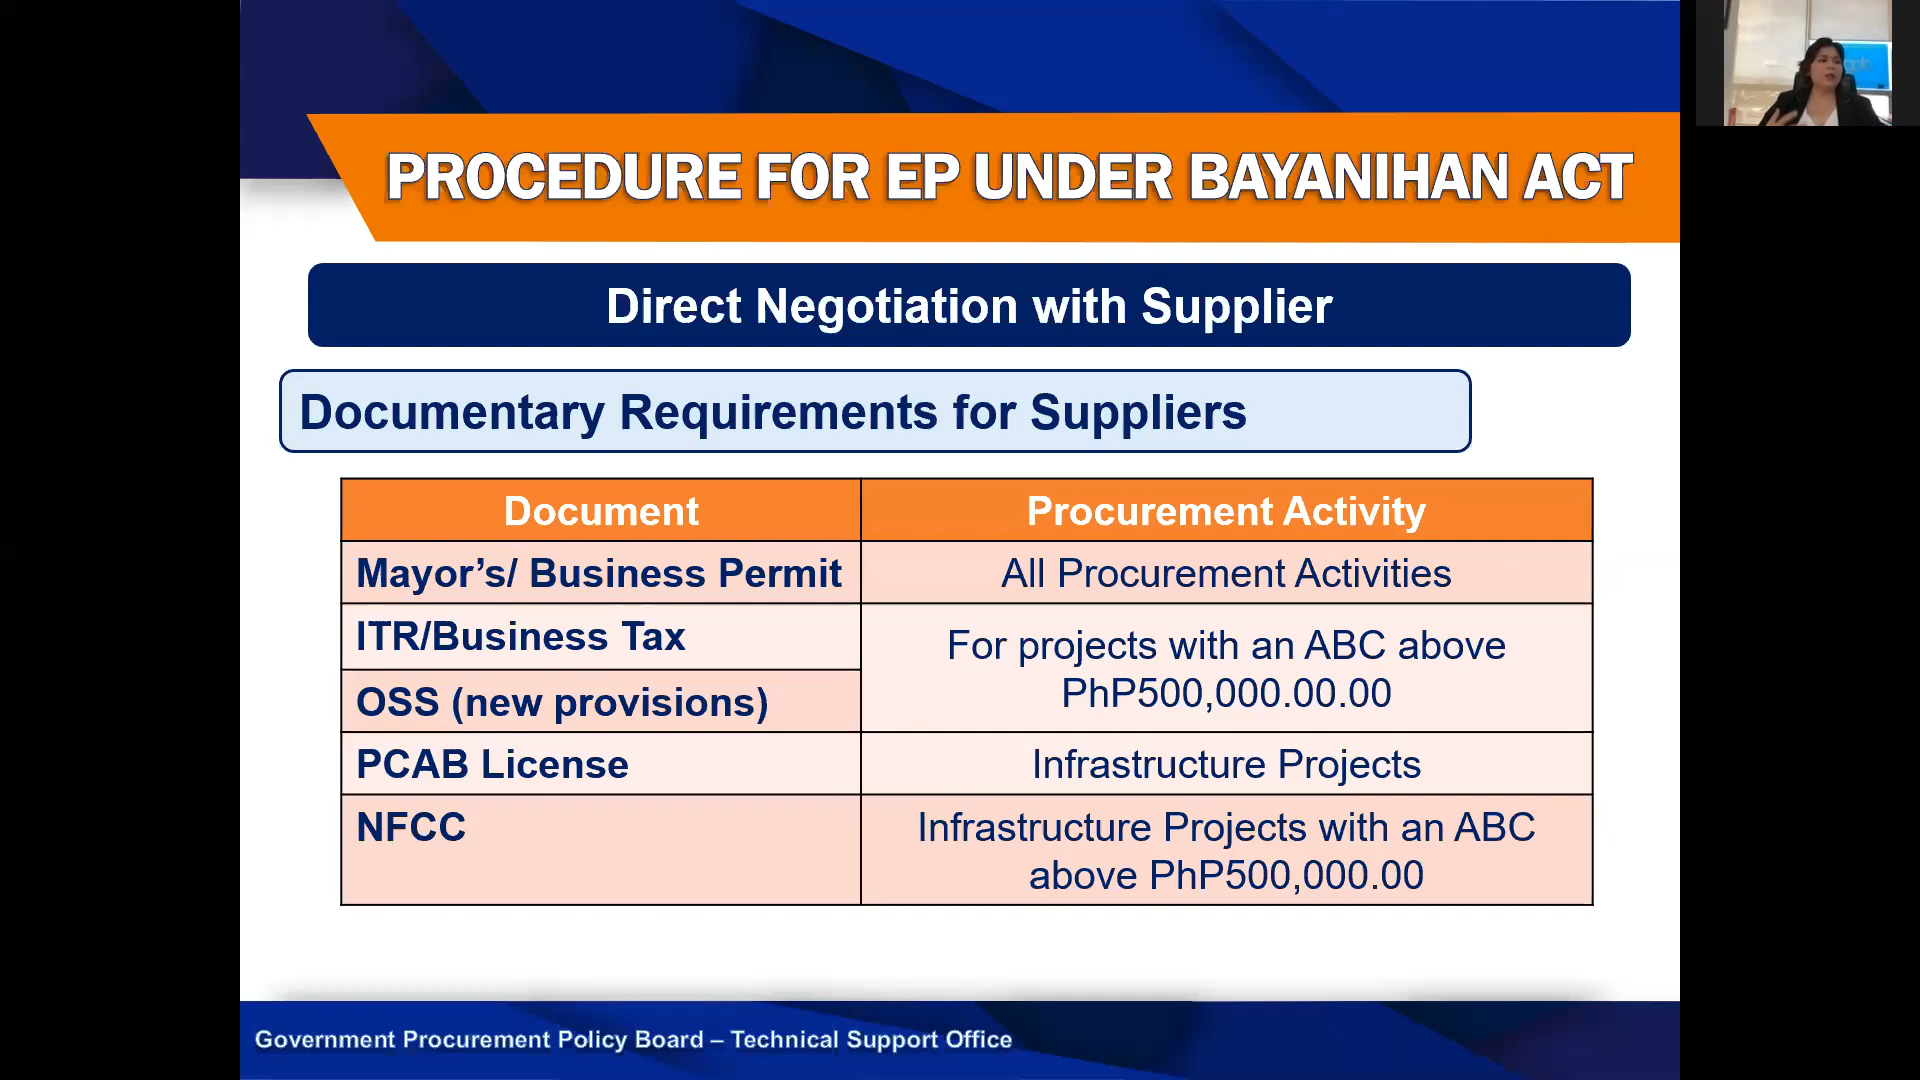 PROCEDURE FOR EP UNDER BAYANIHAN ACT
Direct Negotiation with Supplier
Documentary Requirements for Suppliers
Document
Procurement Activity
Mayor’s/ Business Permit
All Procurement Activities
ITR/Business Tax
For projects with an ABC above
PhP500,000.00.00
OSS (new provisions)
PCAB License
Infrastructure Projects
NFCC
Infrastructure Projects with an ABC
above PhP500,000.00
Government Procurement Policy Board – Technical Support Office